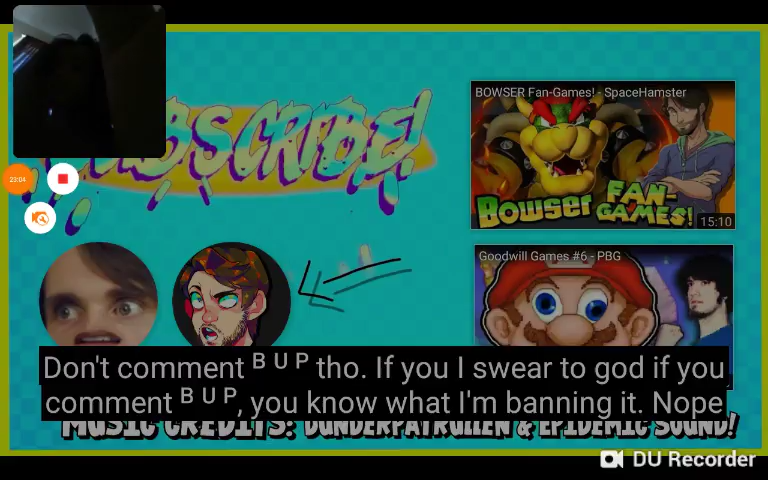 SUBSCRIBE!
BOWSER Fan-Games! - SpaceHamster
Bowser FAN-
GAMES!
15:10
23:04
Goodwill Games #6 - PBG
Don't comment ᴮ ᵁ ᴾ tho. If you I swear to god if you
comment ᴮ ᵁ ᴾ, you know what I'm banning it. Nope
MUSIC CREDITS: DUNDERPATRULLEN & EPIDEMIC SOUND!
DU Recorder